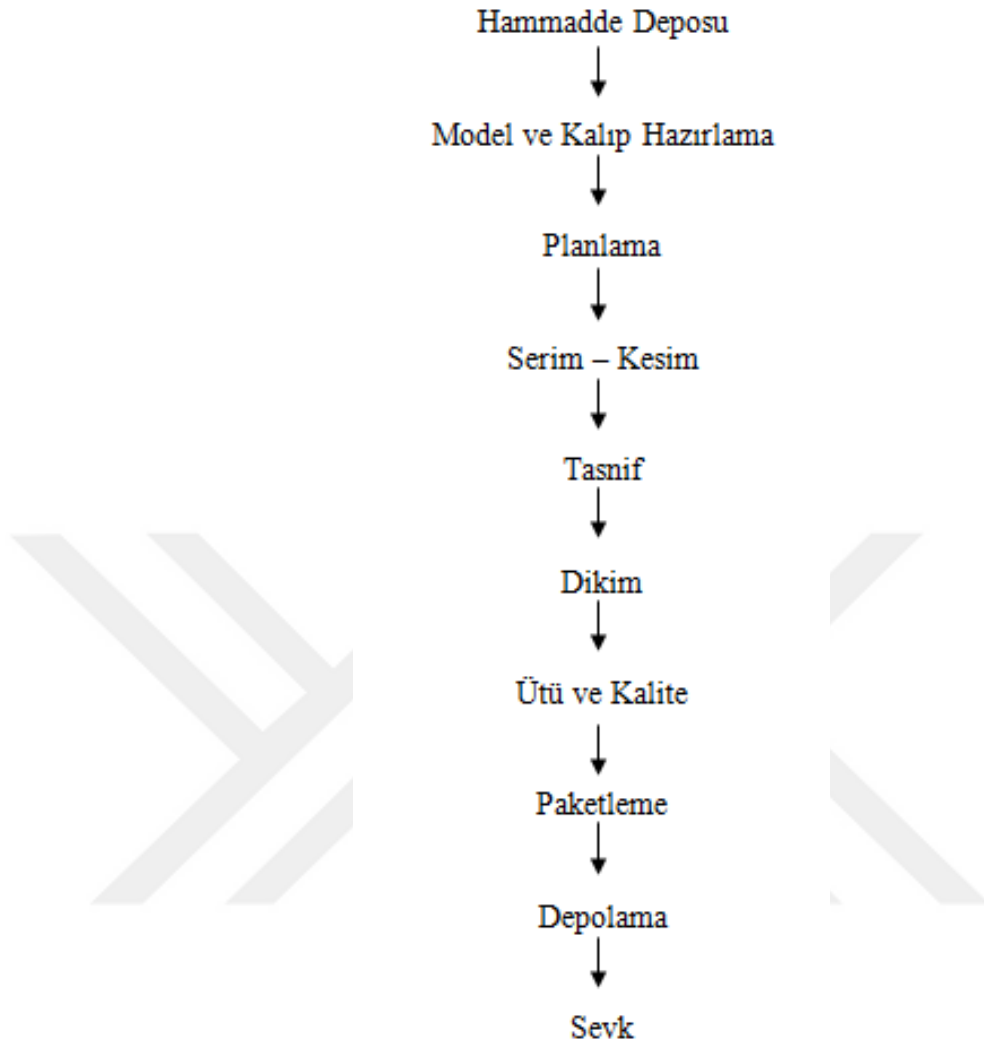 Hammadde Deposu
Model ve Kalıp Hazırlama
Planlama
Serim – Kesim
Tasnif
Dikim
Ütü ve Kalite
Paketleme
Depolama
Sevk